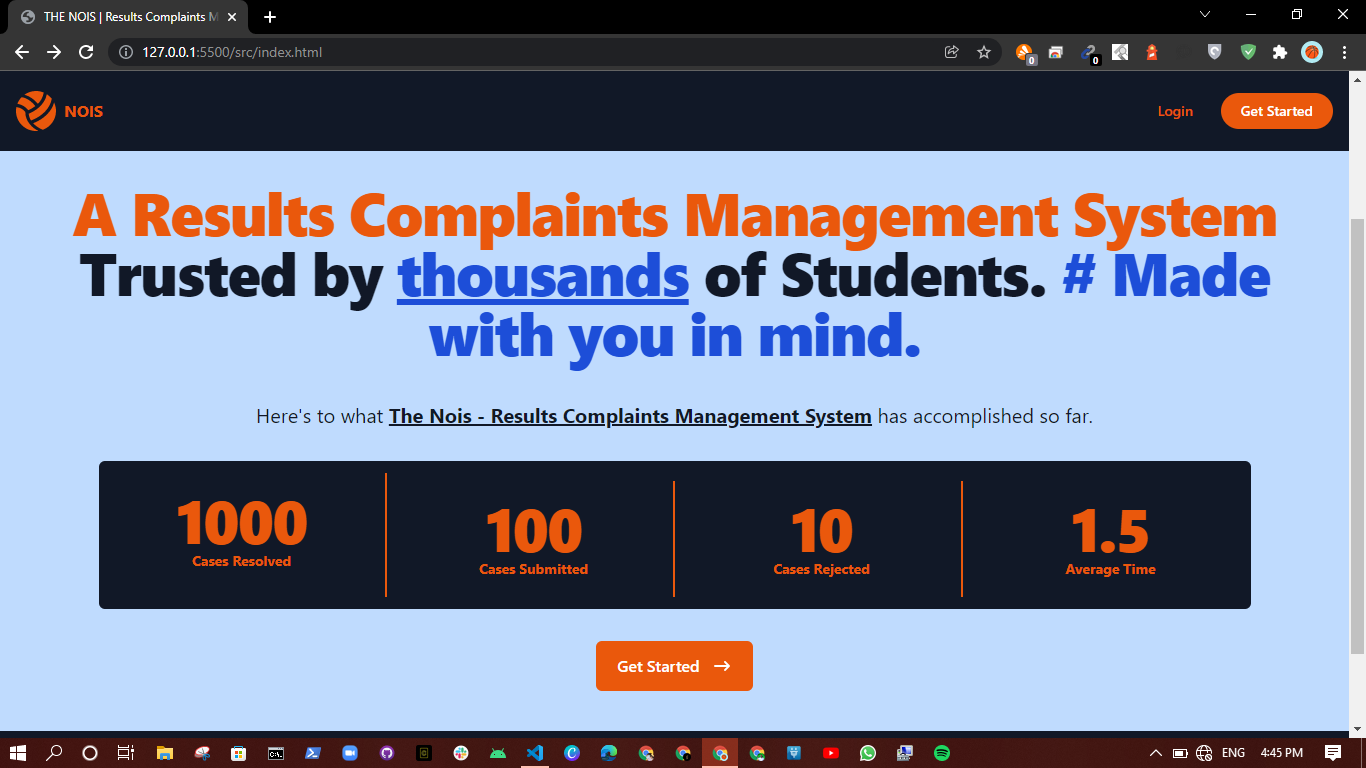 THE NOIS | Results Complaints M
127.0.0.1:5500/src/index.html
0
0
NOIS
Login
Get Started
A Results Complaints Management System
Trusted by thousands of Students. # Made
with you in mind.
Here's to what The Nois - Results Complaints Management System has accomplished so far.
1000
Cases Resolved
100
Cases Submitted
10
Cases Rejected
1.5
Average Time
Get Started →
ENG
4:45 PM